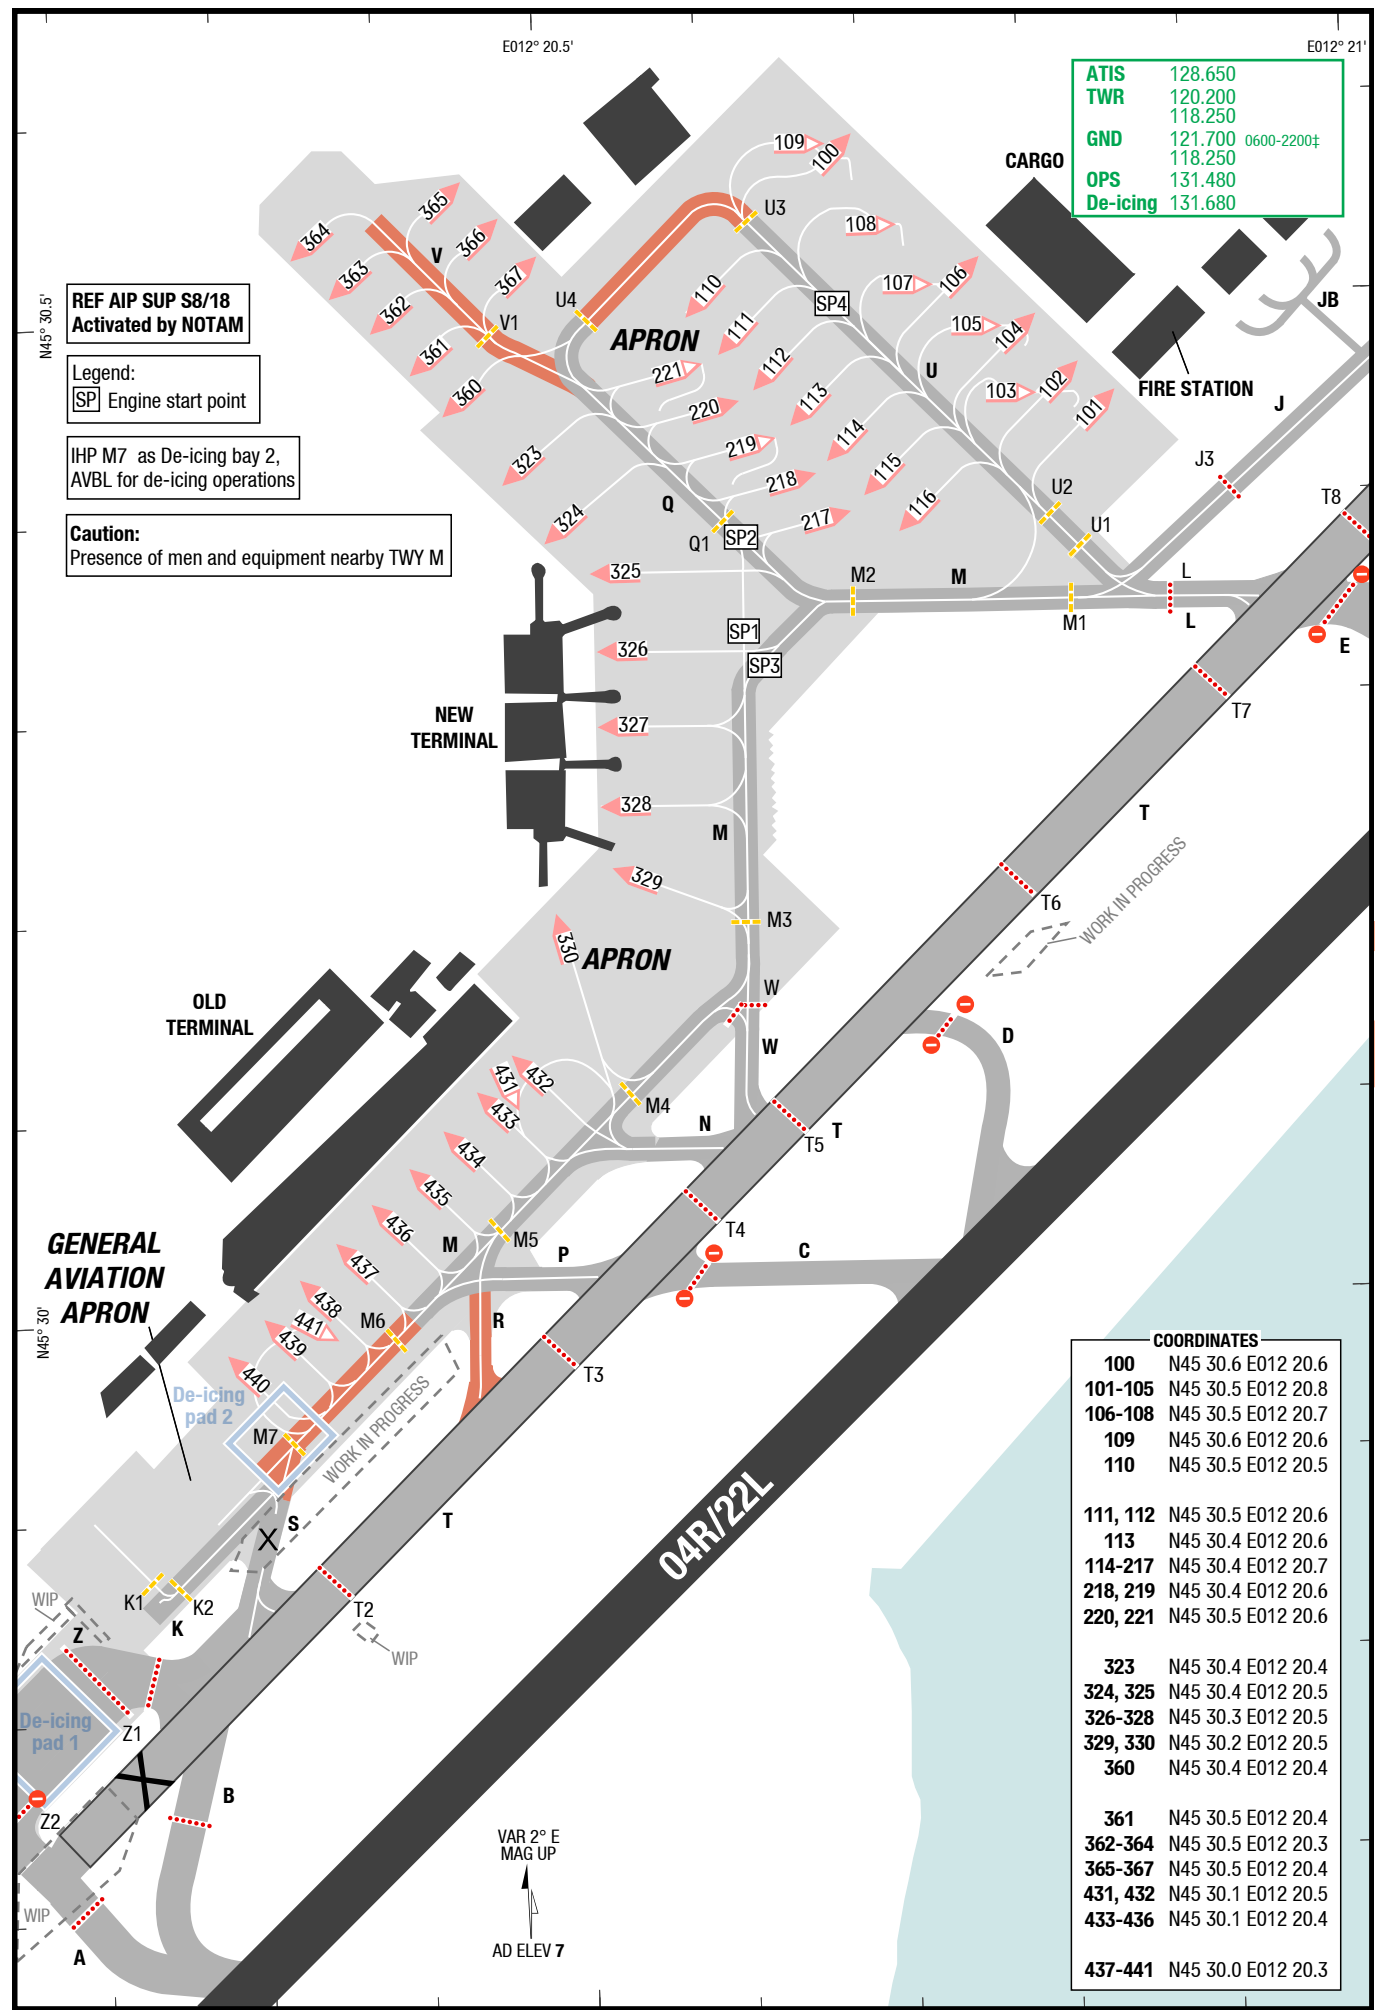 E012° 20.5'
E012° 21'
ATIS 128.650
TWR 120.200
118.250
GND 121.700 0600-2200‡
118.250
OPS 131.480
De-icing 131.680
CARGO
109
100
365
364
V
366
U3
108
363
367
110
107
106
REF AIP SUP S8/18
Activated by NOTAM
N45° 30.5'
362
U4
V1
SP4
JB
111
105
104
361
APRON
Legend:
SP Engine start point
221
112
U
FIRE STATION
360
220
113
103
102
J
101
IHP M7 as De-icing bay 2,
AVBL for de-icing operations
323
219
114
J3
218
115
U2
T8
324
Q
116
U1
217
Caution:
Presence of men and equipment nearby TWY M
Q1
SP2
325
M2
M
L
M1
L
SP1
326
SP3
E
NEW
TERMINAL
327
T7
328
M
T
329
WORK IN PROGRESS
T6
M3
330
APRON
OLD
TERMINAL
W
W
D
431
432
433
M4
N
T5
T
434
435
436
M
M5
T4
P
C
GENERAL
AVIATION
APRON
437
438
441
M6
R
N45° 30'
439
T3
440
De-icing
pad 2
M7
WORK IN PROGRESS
S
T
04R/22L
WIP
K1
K2
T2
Z
K
WIP
De-icing
pad 1
Z1
B
Z2
WIP
A
VAR 2° E
MAG UP
AD ELEV 7
COORDINATES
100 N45 30.6 E012 20.6
101-105 N45 30.5 E012 20.8
106-108 N45 30.5 E012 20.7
109 N45 30.6 E012 20.6
110 N45 30.5 E012 20.5
111, 112 N45 30.5 E012 20.6
113 N45 30.4 E012 20.6
114-217 N45 30.4 E012 20.7
218, 219 N45 30.4 E012 20.6
220, 221 N45 30.5 E012 20.6
323 N45 30.4 E012 20.4
324, 325 N45 30.4 E012 20.5
326-328 N45 30.3 E012 20.5
329, 330 N45 30.2 E012 20.5
360 N45 30.4 E012 20.4
361 N45 30.5 E012 20.4
362-364 N45 30.5 E012 20.3
365-367 N45 30.5 E012 20.4
431, 432 N45 30.1 E012 20.5
433-436 N45 30.1 E012 20.4
437-441 N45 30.0 E012 20.3